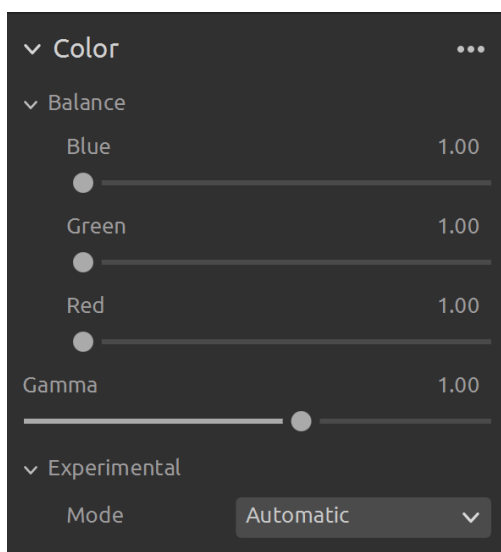 Color
Balance
Blue 1.00
Green 1.00
Red 1.00
Gamma 1.00
Experimental
Mode Automatic